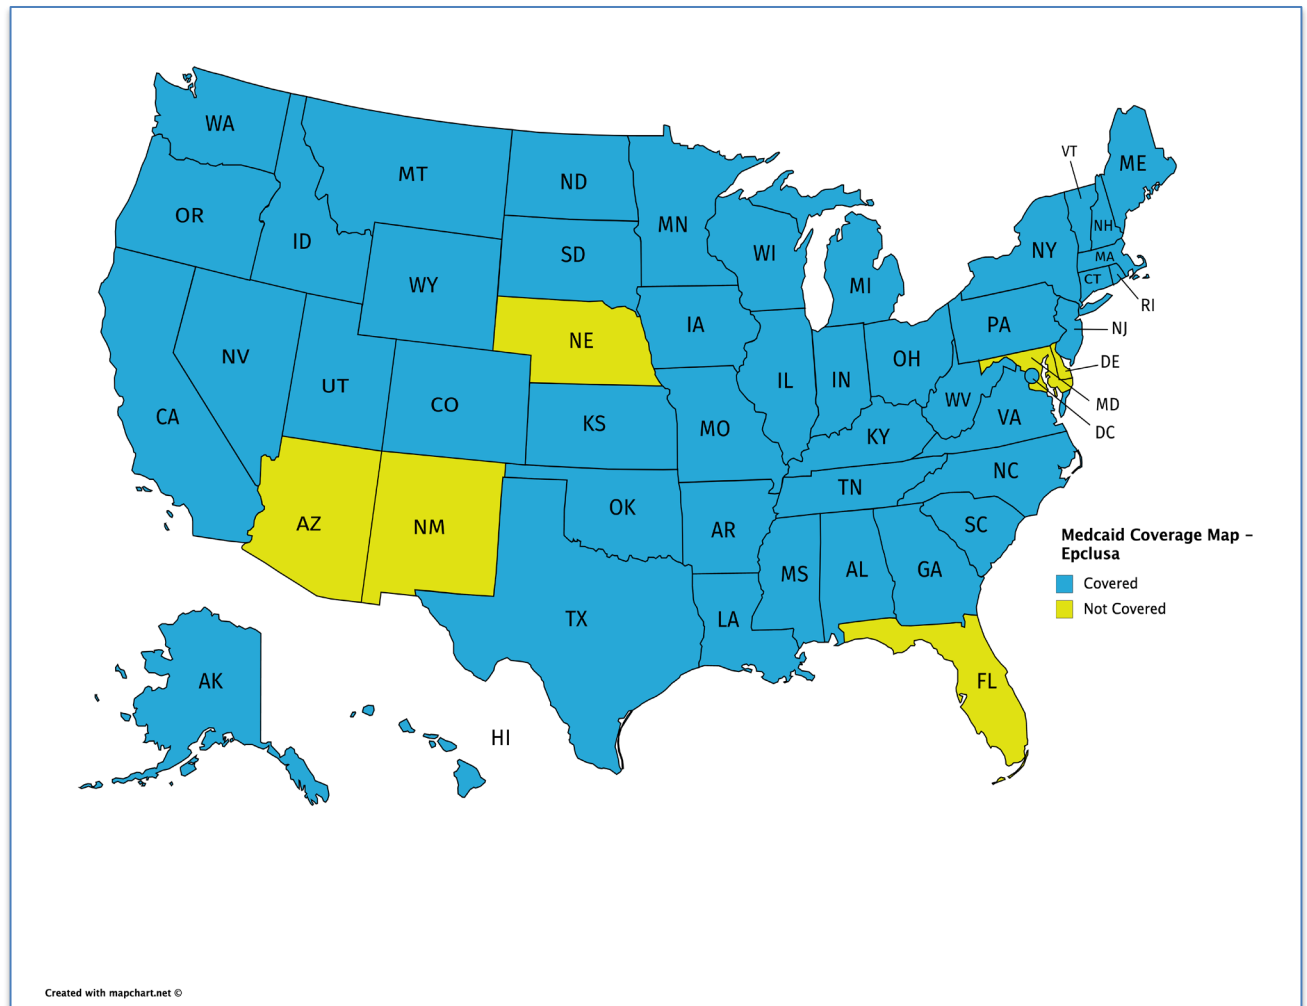 WA
MT
ND
MN
VT
ME
OR
ID
SD
WI
NY
NH
MA
CT
RI
WY
MI
IA
PA
NJ
NE
NV
UT
CO
IL
IN
OH
DE
WV
MD
DC
CA
KS
MO
KY
VA
NC
TN
AZ
NM
OK
AR
SC
MS
AL
GA
TX
LA
FL
AK
HI
Medcaid Coverage Map –
Epclusa
Covered
Not Covered
Created with mapchart.net ©